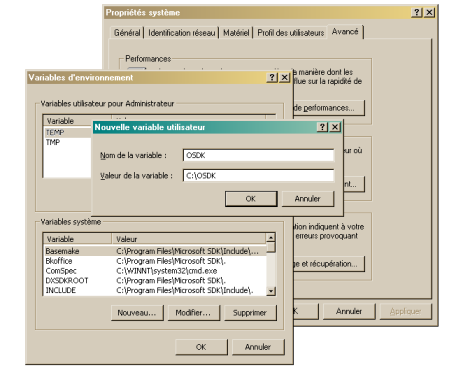 Propriétés système
Général Identification réseau Matériel Profil des utilisateurs Avancé
Performances
a manière dont les
flue sur la rapidité de
de performances...
Variables d'environnement
Variables utilisateur pour Administrateur
Variable
TEMP
TMP
Nouvelle variable utilisateur
Nom de la variable : OSDK
Valeur de la variable : C:\OSDK
OK Annuler
eur où
nt...
Variables système
Variable Valeur
Basemake C:\Program Files\Microsoft SDK\Include\...
Bkoffice C:\Program Files\Microsoft SDK\.
ComSpec C:\WINNT\system32\cmd.exe
DXSDKROOT C:\Program Files\Microsoft SDK\.
INCLUDE C:\Program Files\Microsoft SDK\Include\.
Nouveau... Modifier... Supprimer
OK Annuler
tion indiquent à votre
erreurs provoquant
ge et récupération...
K Annuler Appliquer